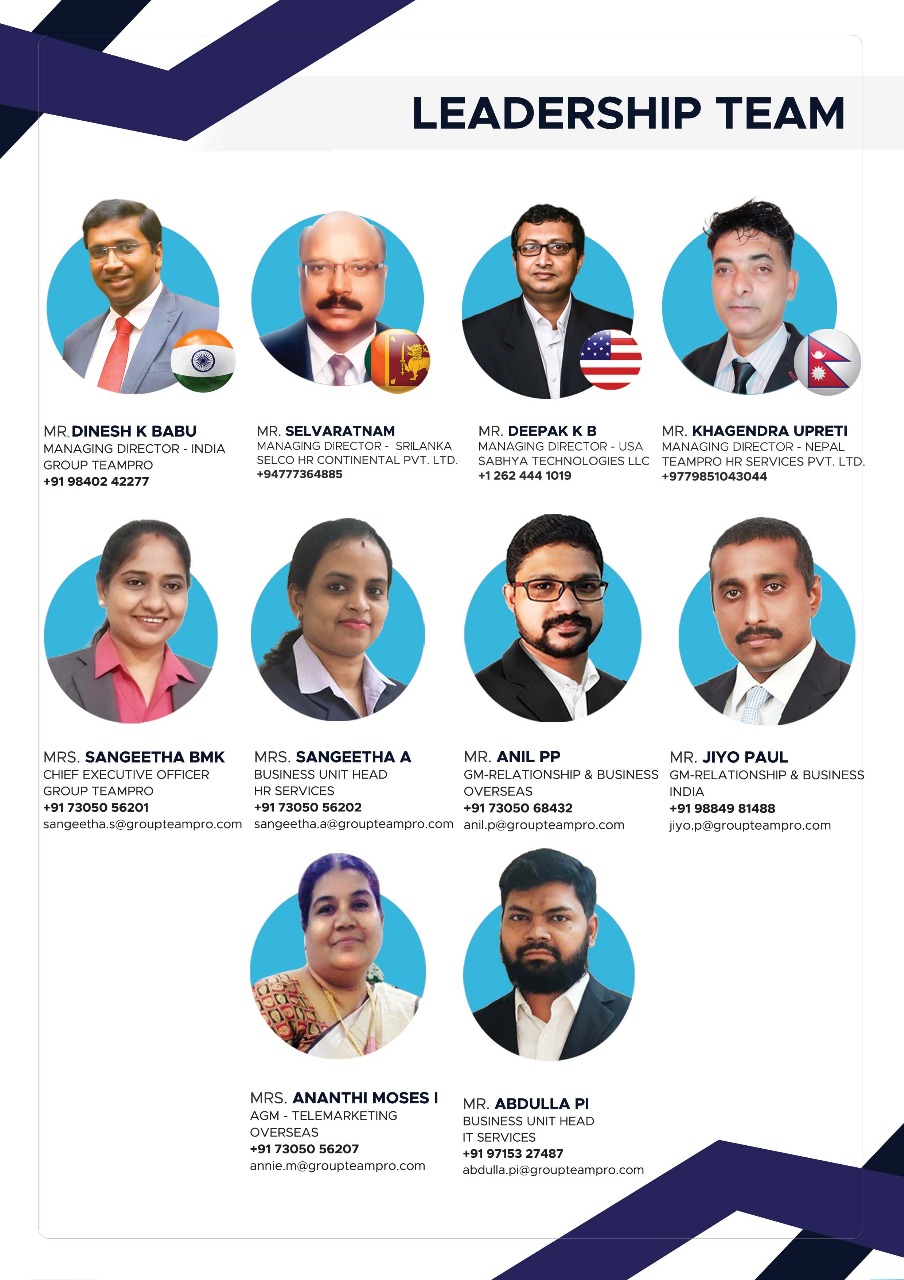 LEADERSHIP TEAM
MR. DINESH K BABU
MANAGING DIRECTOR - INDIA
GROUP TEAMPRO
+91 98402 42277
MR. SELVARATNAM
MANAGING DIRECTOR - SRILANKA
SELCO HR CONTINENTAL PVT. LTD.
+94777364885
MR. DEEPAK K B
MANAGING DIRECTOR - USA
SABHYA TECHNOLOGIES LLC
+1 262 444 1019
MR. KHAGENDRA UPRETI
MANAGING DIRECTOR - NEPAL
TEAMPRO HR SERVICES PVT. LTD.
+9779851043044
MRS. SANGEETHA BMK
CHIEF EXECUTIVE OFFICER
GROUP TEAMPRO
+91 73050 56201
sangeetha.s@groupteampro.com
MRS. SANGEETHA A
BUSINESS UNIT HEAD
HR SERVICES
+91 73050 56202
sangeetha.a@groupteampro.com
MR. ANIL PP
GM-RELATIONSHIP & BUSINESS
OVERSEAS
+91 73050 68432
anil.p@groupteampro.com
MR. JIYO PAUL
GM-RELATIONSHIP & BUSINESS
INDIA
+91 98849 81488
jiyo.p@groupteampro.com
MRS. ANANTHI MOSES I
AGM - TELEMARKETING
OVERSEAS
+91 73050 56207
annie.m@groupteampro.com
MR. ABDULLA PI
BUSINESS UNIT HEAD
IT SERVICES
+91 97153 27487
abdulla.pi@groupteampro.com